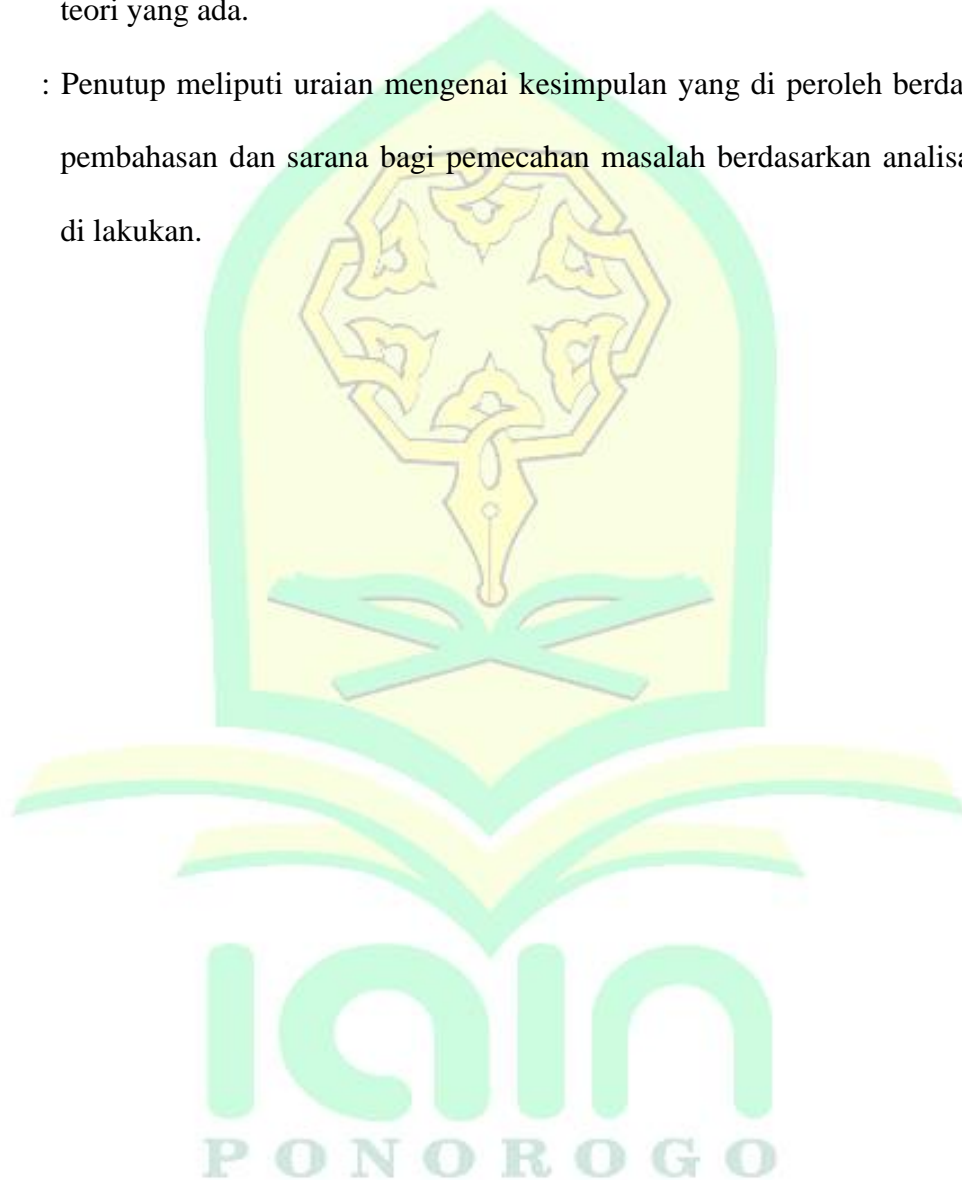 teori yang ada.
: Penutup meliputi uraian mengenai kesimpulan yang di peroleh berda
pembahasan dan sarana bagi pemecahan masalah berdasarkan analisa
di lakukan.
iain
PONOROGO